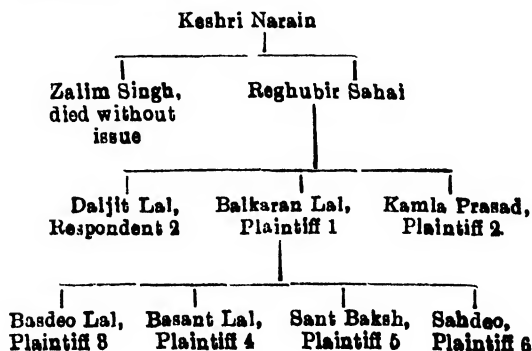 Keshri Narain
Zalim Singh, Reghubir Sahai
died without
issue
Daljit Lal, Balkaran Lal, Kamla Prasad,
Respondent 2 Plaintiff 1 Plaintiff 2.
Basdeo Lal, Basant Lal, Sant Baksh, Sahdeo,
Plaintiff 3 Plaintiff 4 Plaintiff 5 Plaintiff 6